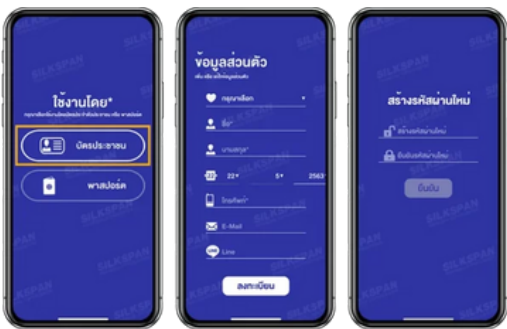 ใช้งานโดย*
บัตรประชาชน
พาสปอร์ต
ข้อมูลส่วนตัว
กรุณาเลือก
ชื่อ*
นามสกุล*
22 5 2563
โทรศัพท์*
E-Mail
Line
ลงทะเบียน
สร้างรหัสผ่านใหม่
สร้างรหัสผ่านใหม่
ยืนยันรหัสผ่านใหม่
ยืนยัน
SILKSPAN